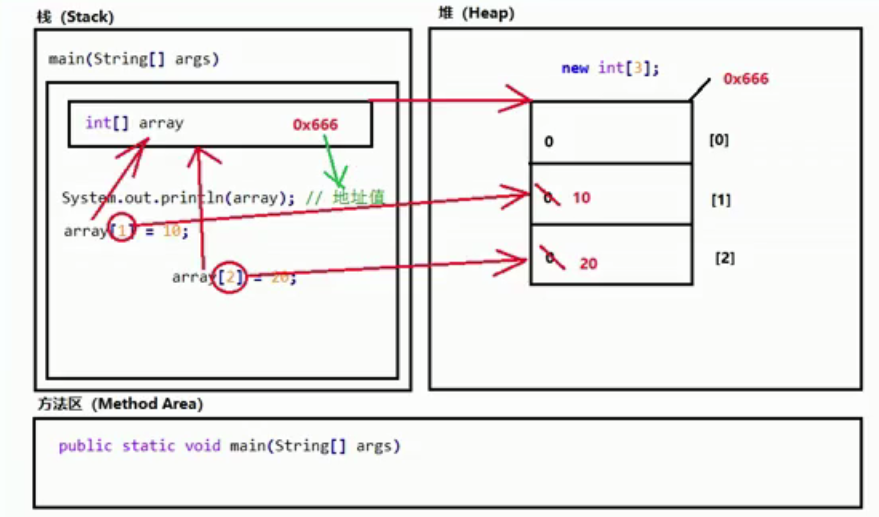 栈（Stack）
堆（Heap）
main(String[] args)
new int[3];
0x666
int[] array
0x666
0
[0]
System.out.println(array); // 地址值
0 10
[1]
array[1] = 10;
0 20
[2]
array[2] = 20;
方法区（Method Area）
public static void main(String[] args)